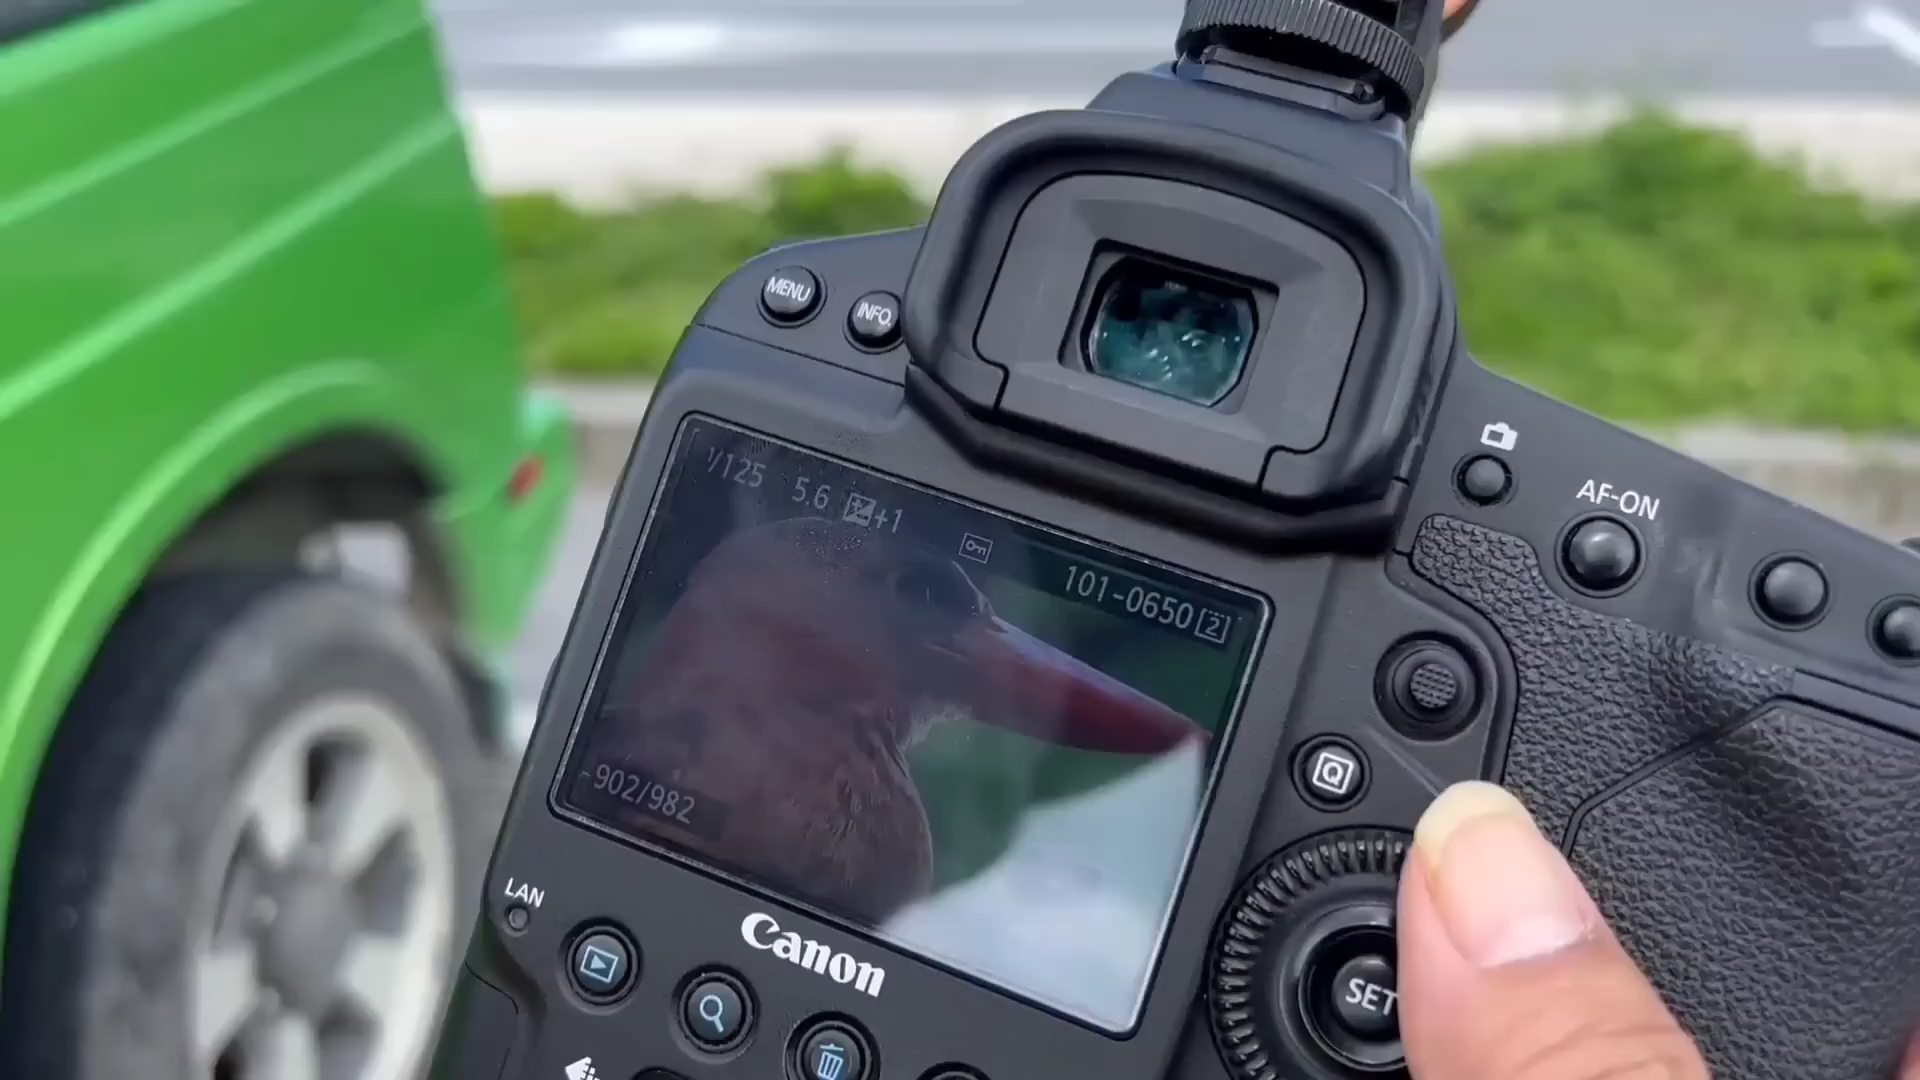 MENU
INFO.
AF-ON
1/125 5.6 +1
101-0650 2
902/982
Q
LAN
Canon
SET